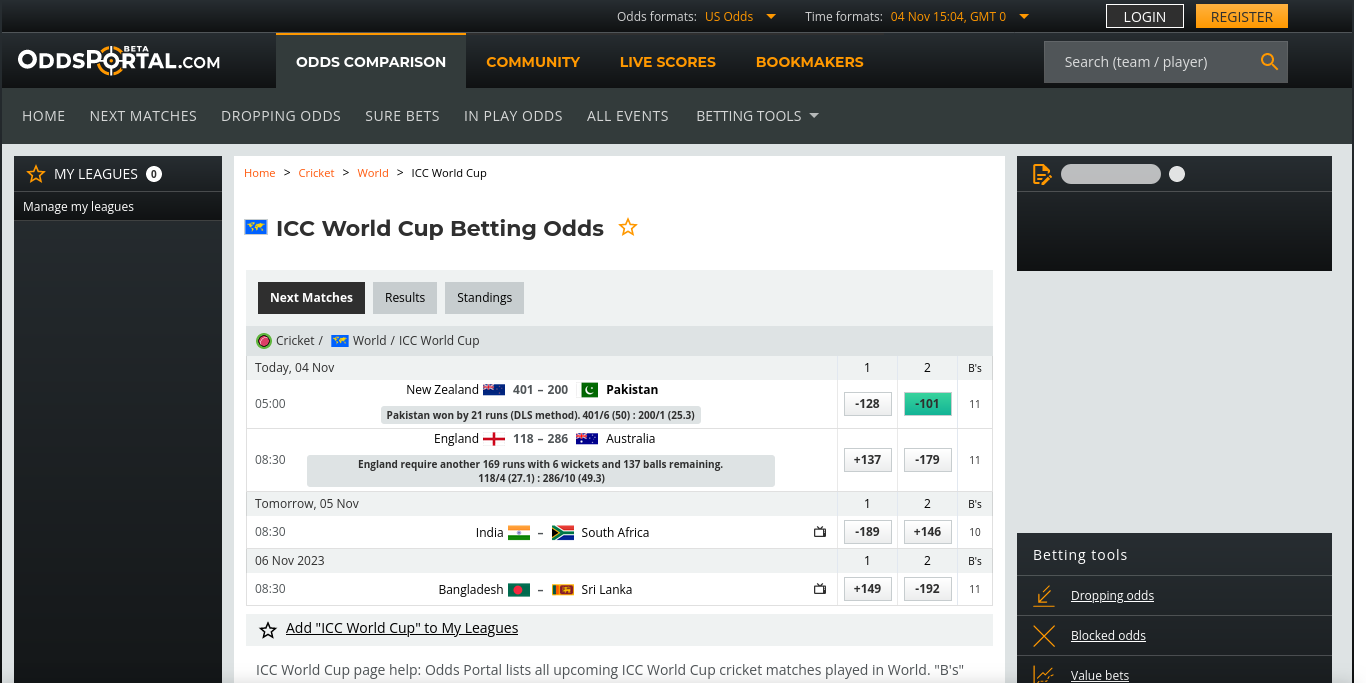 Odds formats: US Odds Time formats: 04 Nov 15:04, GMT 0 LOGIN REGISTER
ODDSPORTAL.COM BETA ODDS COMPARISON COMMUNITY LIVE SCORES BOOKMAKERS Search (team / player)
HOME NEXT MATCHES DROPPING ODDS SURE BETS IN PLAY ODDS ALL EVENTS BETTING TOOLS
MY LEAGUES 0
Manage my leagues
Home > Cricket > World > ICC World Cup
ICC World Cup Betting Odds
Next Matches Results Standings
Cricket / World / ICC World Cup
Today, 04 Nov 1 2 B's
New Zealand 401 – 200 Pakistan
05:00 -128 -101 11
Pakistan won by 21 runs (DLS method). 401/6 (50) : 200/1 (25.3)
England 118 – 286 Australia
08:30 +137 -179 11
England require another 169 runs with 6 wickets and 137 balls remaining.
118/4 (27.1) : 286/10 (49.3)
Tomorrow, 05 Nov 1 2 B's
08:30 India – South Africa -189 +146 10
06 Nov 2023 1 2 B's
08:30 Bangladesh – Sri Lanka +149 -192 11
Add "ICC World Cup" to My Leagues
ICC World Cup page help: Odds Portal lists all upcoming ICC World Cup cricket matches played in World. "B's"
Betting tools
Dropping odds
Blocked odds
Value bets